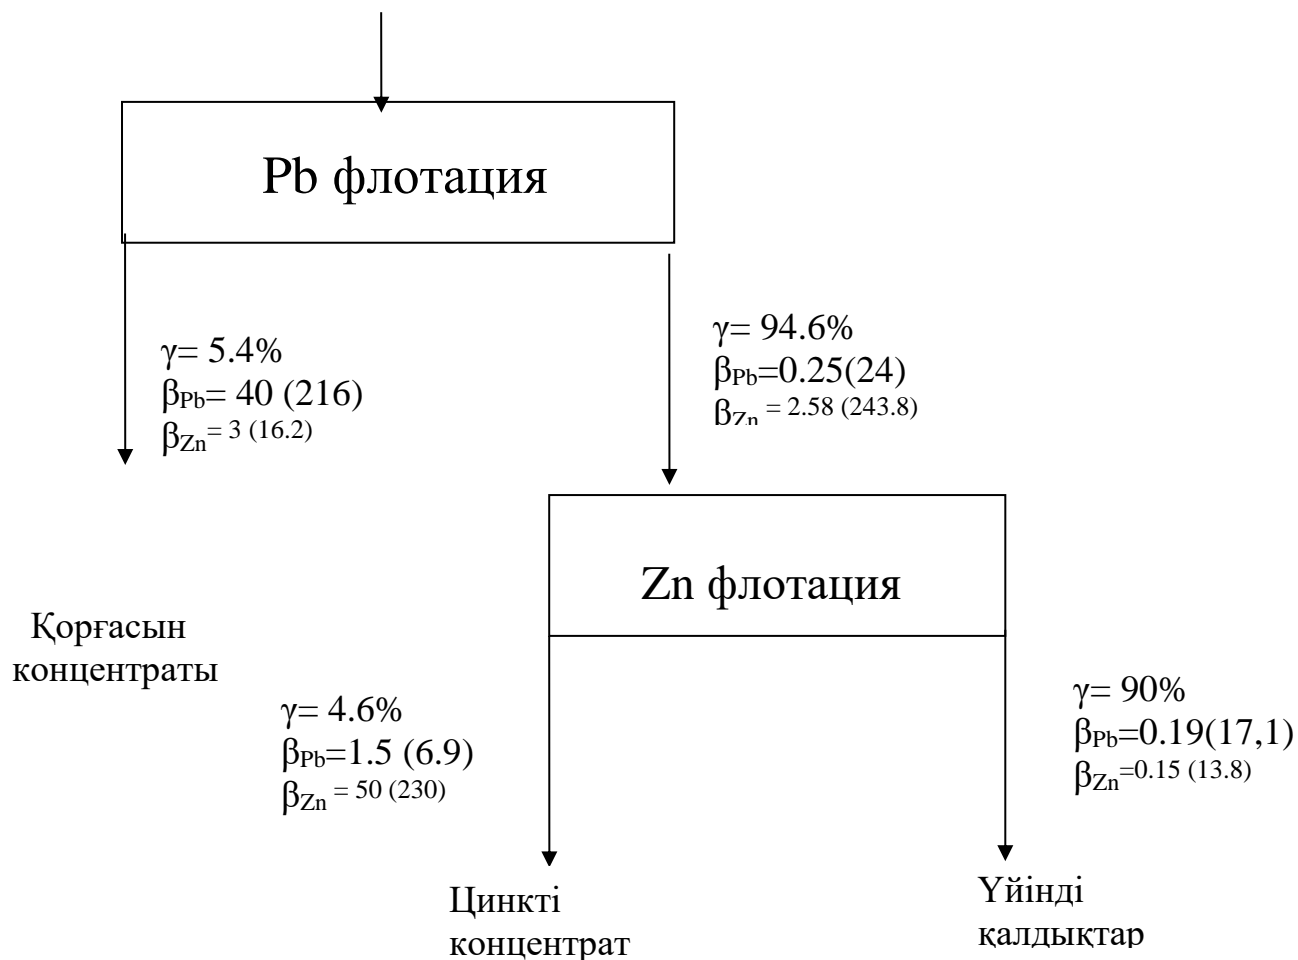 Pb флотация
γ= 5.4%
βPb= 40 (216)
βZn= 3 (16.2)
γ= 94.6%
βPb=0.25(24)
βZn = 2.58 (243.8)
Zn флотация
Қорғасын
концентраты
γ= 4.6%
βPb=1.5 (6.9)
βZn = 50 (230)
γ= 90%
βPb=0.19(17,1)
βZn=0.15 (13.8)
Цинкті
концентрат
Үйінді
қалдықтар